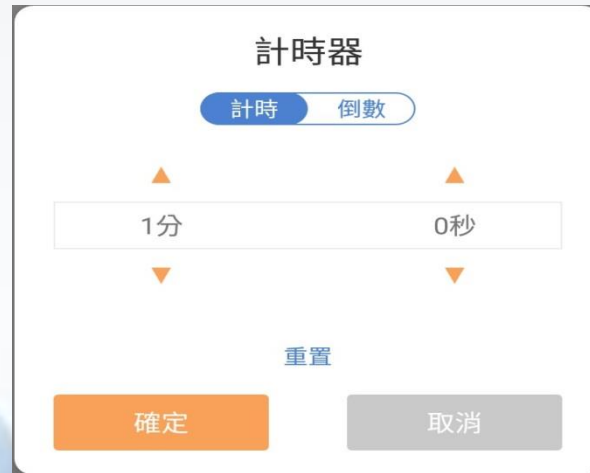 計時器
計時 倒數
1分 0秒
重置
確定 取消